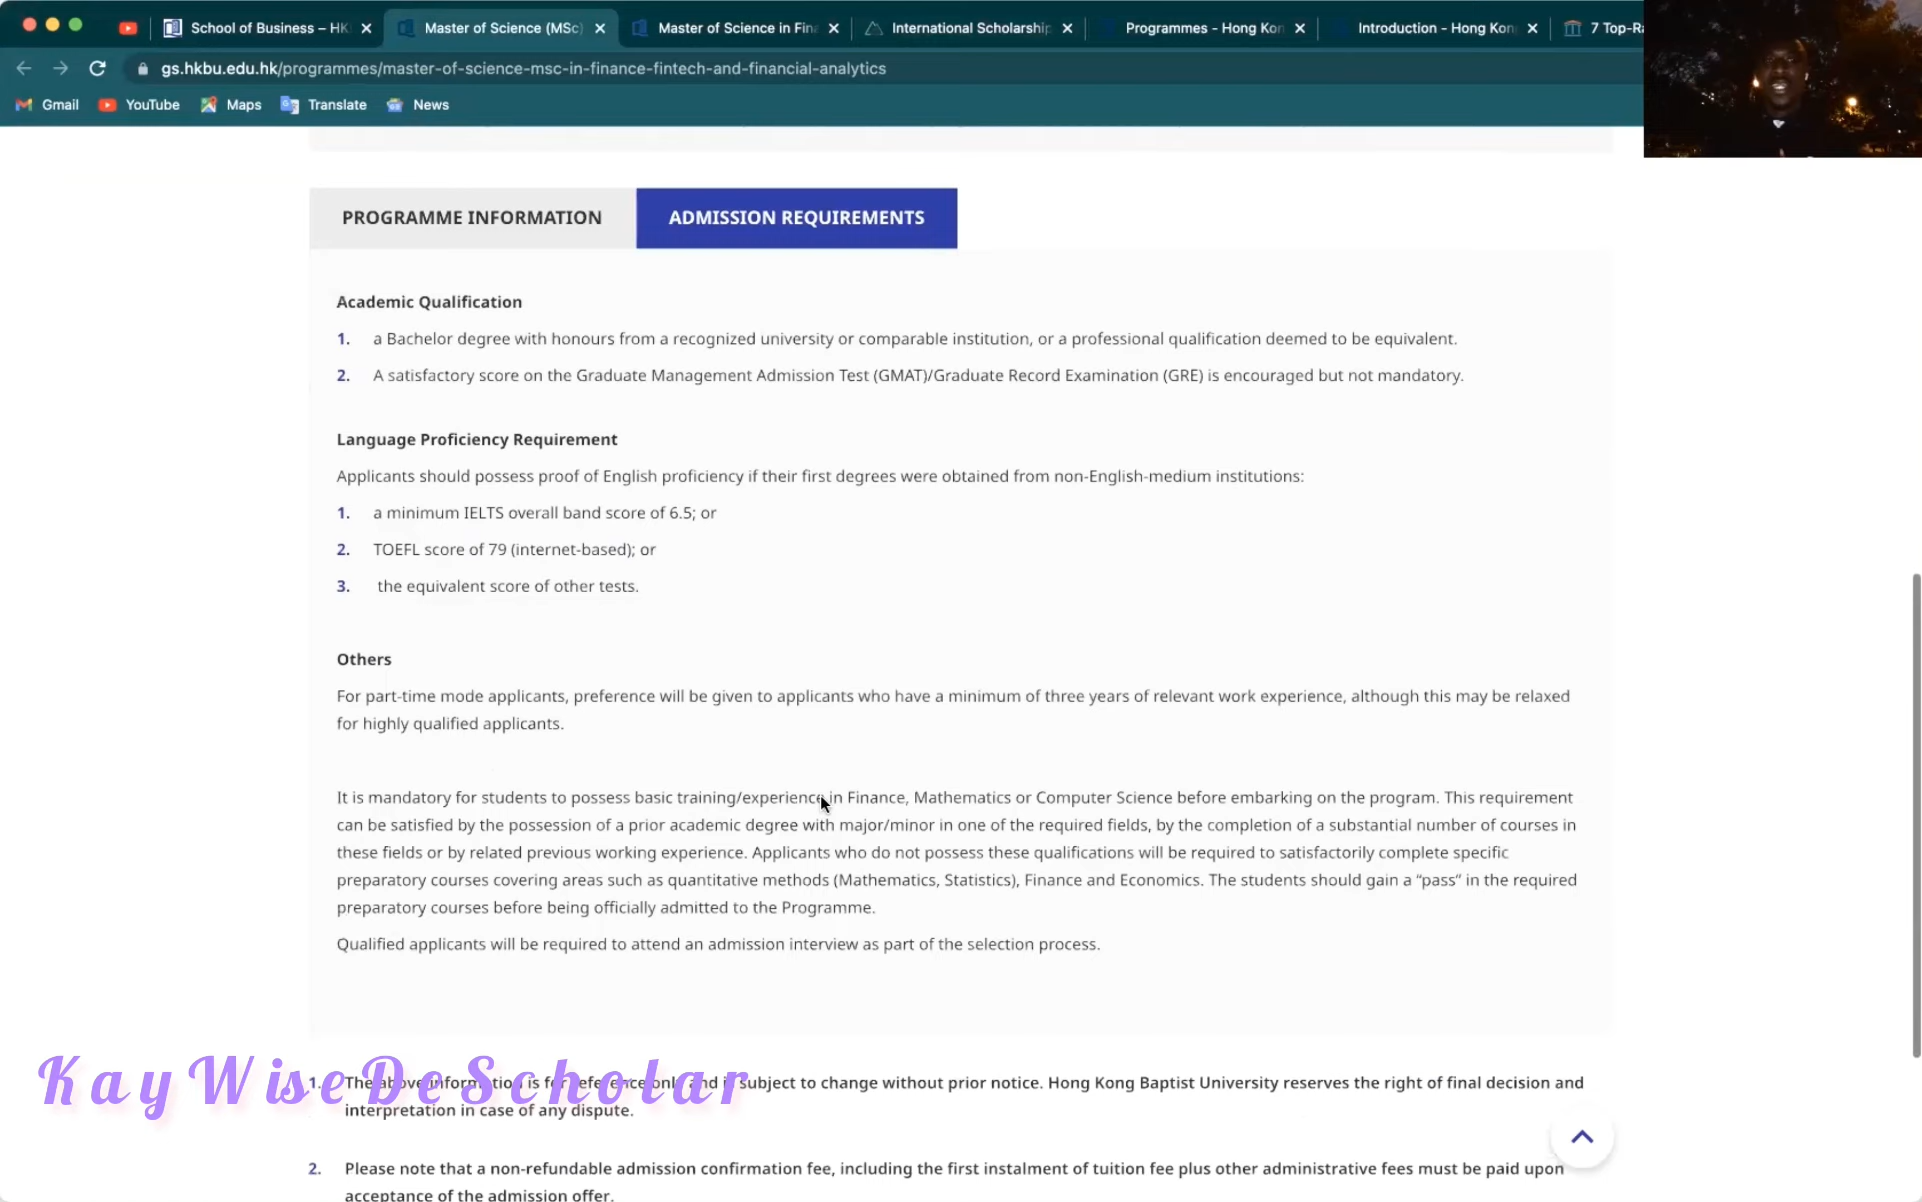 School of Business – HK
Master of Science (MSc)
Master of Science in Fin
International Scholarship
Programmes - Hong Kon
Introduction - Hong Kon
7 Top-Ra
gs.hkbu.edu.hk/programmes/master-of-science-msc-in-finance-fintech-and-financial-analytics
Gmail YouTube Maps Translate News
PROGRAMME INFORMATION ADMISSION REQUIREMENTS
Academic Qualification
1. a Bachelor degree with honours from a recognized university or comparable institution, or a professional qualification deemed to be equivalent.
2. A satisfactory score on the Graduate Management Admission Test (GMAT)/Graduate Record Examination (GRE) is encouraged but not mandatory.
Language Proficiency Requirement
Applicants should possess proof of English proficiency if their first degrees were obtained from non-English-medium institutions:
1. a minimum IELTS overall band score of 6.5; or
2. TOEFL score of 79 (internet-based); or
3. the equivalent score of other tests.
Others
For part-time mode applicants, preference will be given to applicants who have a minimum of three years of relevant work experience, although this may be relaxed
for highly qualified applicants.
It is mandatory for students to possess basic training/experience in Finance, Mathematics or Computer Science before embarking on the program. This requirement
can be satisfied by the possession of a prior academic degree with major/minor in one of the required fields, by the completion of a substantial number of courses in
these fields or by related previous working experience. Applicants who do not possess these qualifications will be required to satisfactorily complete specific
preparatory courses covering areas such as quantitative methods (Mathematics, Statistics), Finance and Economics. The students should gain a “pass” in the required
preparatory courses before being officially admitted to the Programme.
Qualified applicants will be required to attend an admission interview as part of the selection process.
KayWiseDeScholar
1. The above information is for reference only and is subject to change without prior notice. Hong Kong Baptist University reserves the right of final decision and
interpretation in case of any dispute.
2. Please note that a non-refundable admission confirmation fee, including the first instalment of tuition fee plus other administrative fees must be paid upon
acceptance of the admission offer.